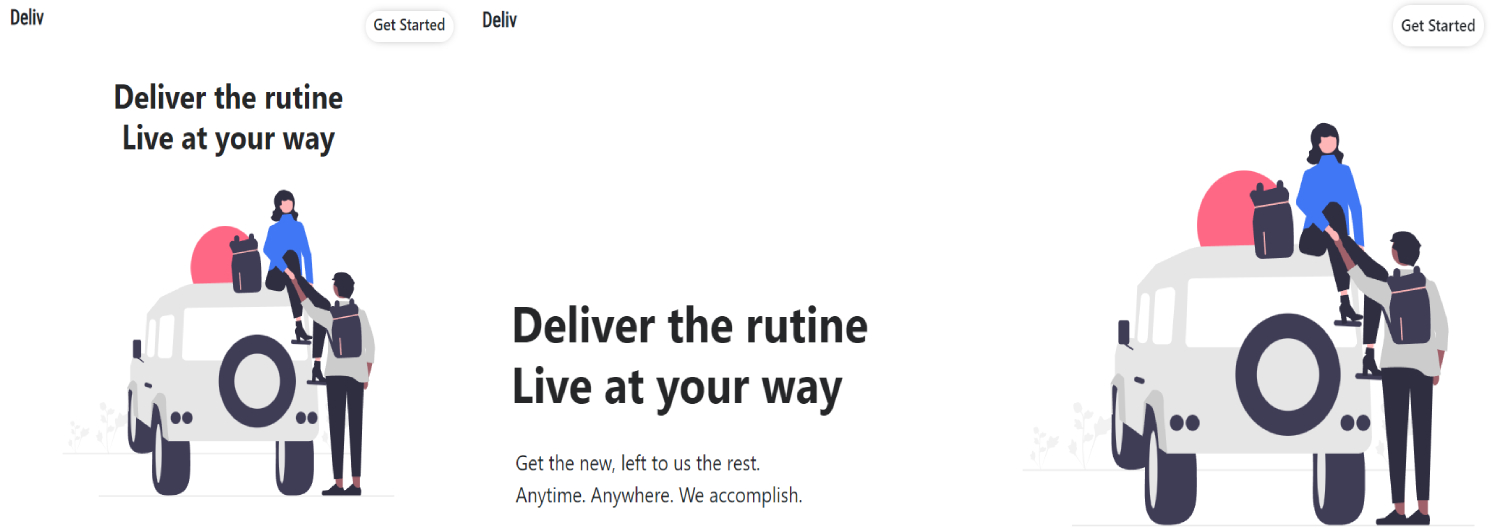 Deliv
Get Started
Deliver the rutine
Live at your way
Deliv
Get Started
Deliver the rutine
Live at your way
Get the new, left to us the rest.
Anytime. Anywhere. We accomplish.